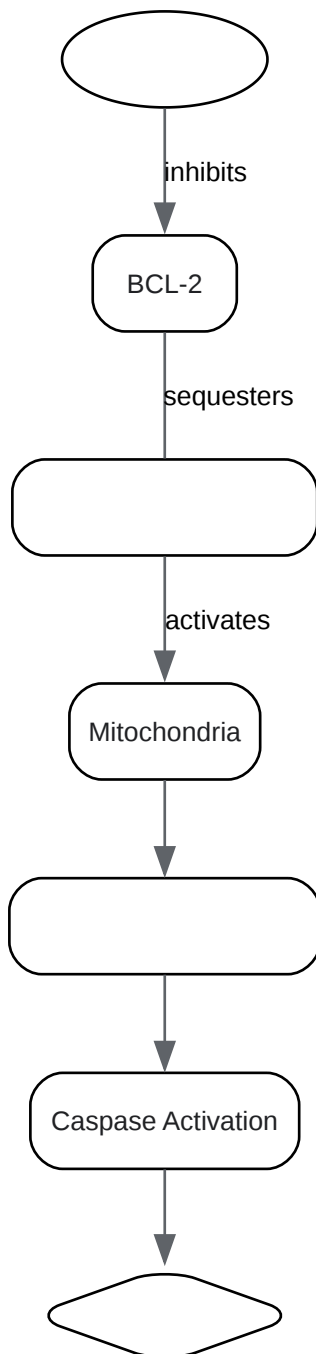 inhibits
BCL-2
sequesters
activates
Mitochondria
Caspase Activation